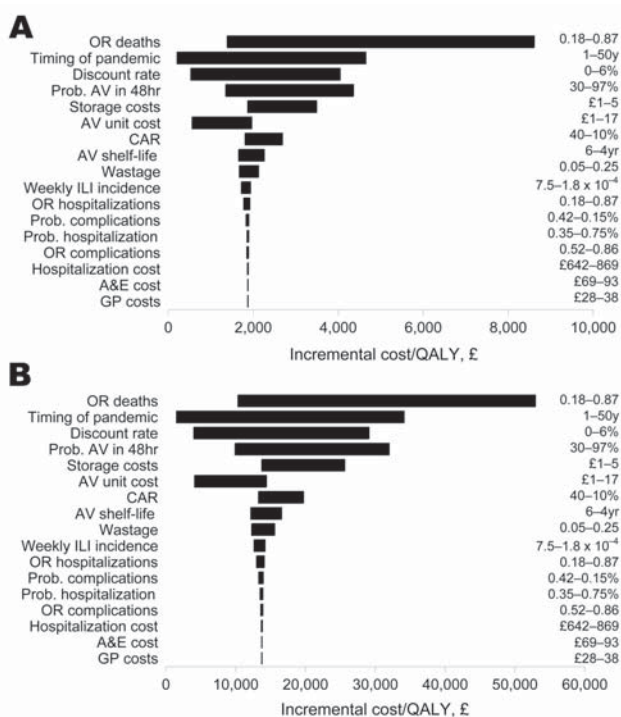 A
OR deaths 0.18–0.87
Timing of pandemic 1–50y
Discount rate 0–6%
Prob. AV in 48hr 30–97%
Storage costs £1–5
AV unit cost £1–17
CAR 40–10%
AV shelf-life 6–4yr
Wastage 0.05–0.25
Weekly ILI incidence 7.5–1.8 x 10⁻⁴
OR hospitalizations 0.18–0.87
Prob. complications 0.42–0.15%
Prob. hospitalization 0.35–0.75%
OR complications 0.52–0.86
Hospitalization cost £642–869
A&E cost £69–93
GP costs £28–38
0 2,000 4,000 6,000 8,000 10,000
Incremental cost/QALY, £
B
OR deaths 0.18–0.87
Timing of pandemic 1–50y
Discount rate 0–6%
Prob. AV in 48hr 30–97%
Storage costs £1–5
AV unit cost £1–17
CAR 40–10%
AV shelf-life 6–4yr
Wastage 0.05–0.25
Weekly ILI incidence 7.5–1.8 x 10⁻⁴
OR hospitalizations 0.18–0.87
Prob. complications 0.42–0.15%
Prob. hospitalization 0.35–0.75%
OR complications 0.52–0.86
Hospitalization cost £642–869
A&E cost £69–93
GP costs £28–38
0 10,000 20,000 30,000 40,000 50,000 60,000
Incremental cost/QALY, £